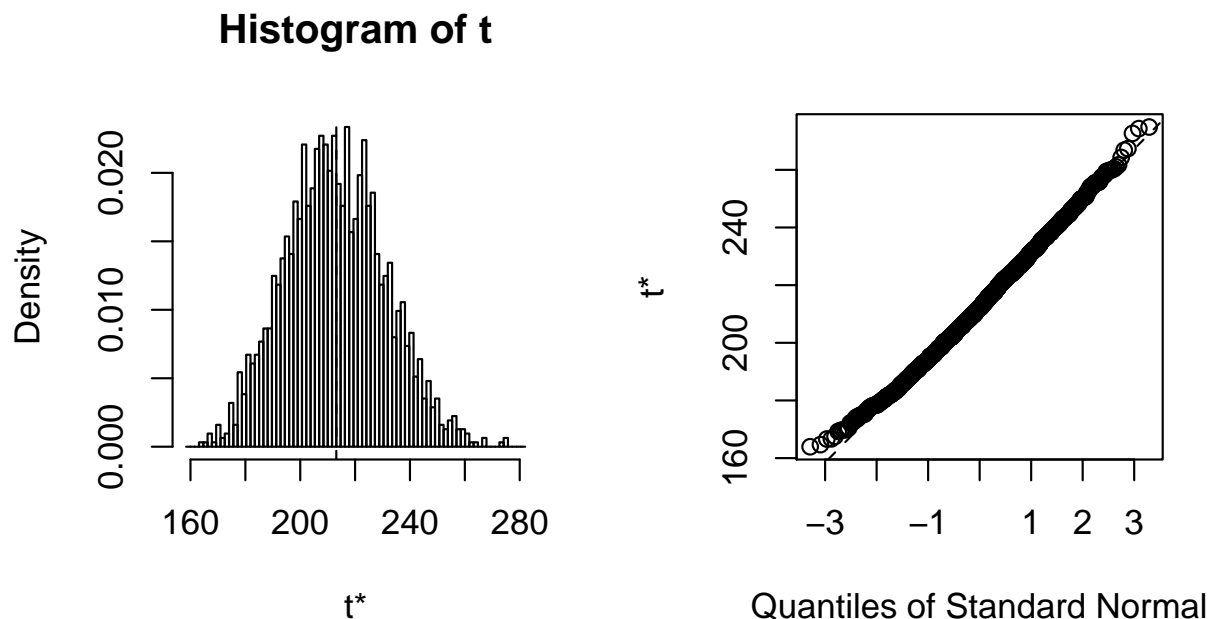 Histogram of t
Density
0.000 0.010 0.020
160 200 240 280
t*
t*
160 200 240
−3 −1 1 2 3
Quantiles of Standard Normal